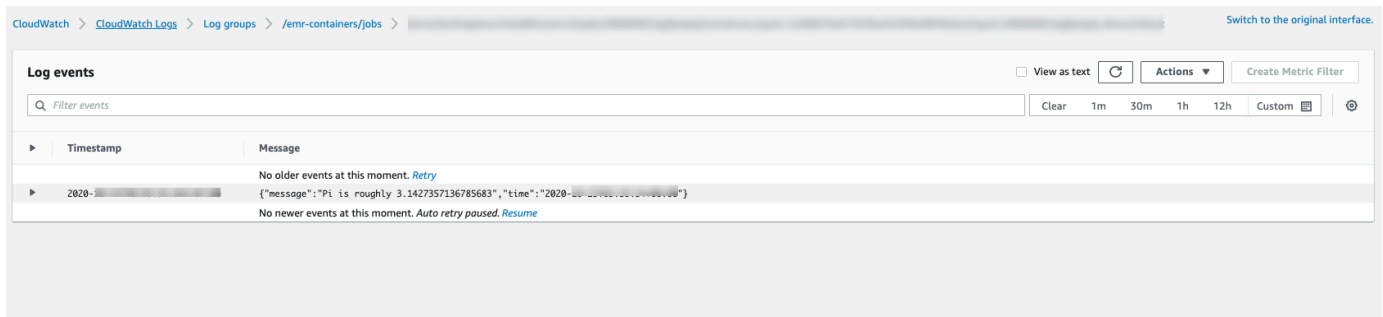 CloudWatch CloudWatch Logs Log groups /emr-containers/jobs
Switch to the original interface.
Log events
View as text Actions Create Metric Filter
Filter events
Clear 1m 30m 1h 12h Custom
Timestamp Message
No older events at this moment. Retry
2020- {"message":"Pi is roughly 3.1427357136785683","time":"2020- "}
No newer events at this moment. Auto retry paused. Resume